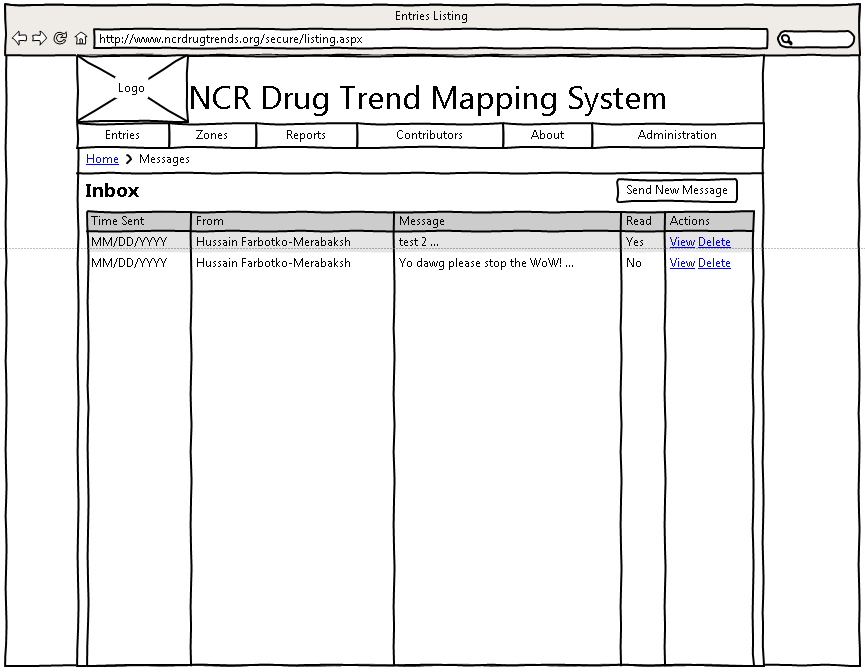 Entries Listing
http://www.ncrdrugtrends.org/secure/listing.aspx
Logo
NCR Drug Trend Mapping System
Entries Zones Reports Contributors About Administration
Home > Messages
Inbox
Send New Message
Time Sent From Message Read Actions
MM/DD/YYYY Hussain Farbotko-Merabaksh test 2 ... Yes View Delete
MM/DD/YYYY Hussain Farbotko-Merabaksh Yo dawg please stop the WoW! ... No View Delete